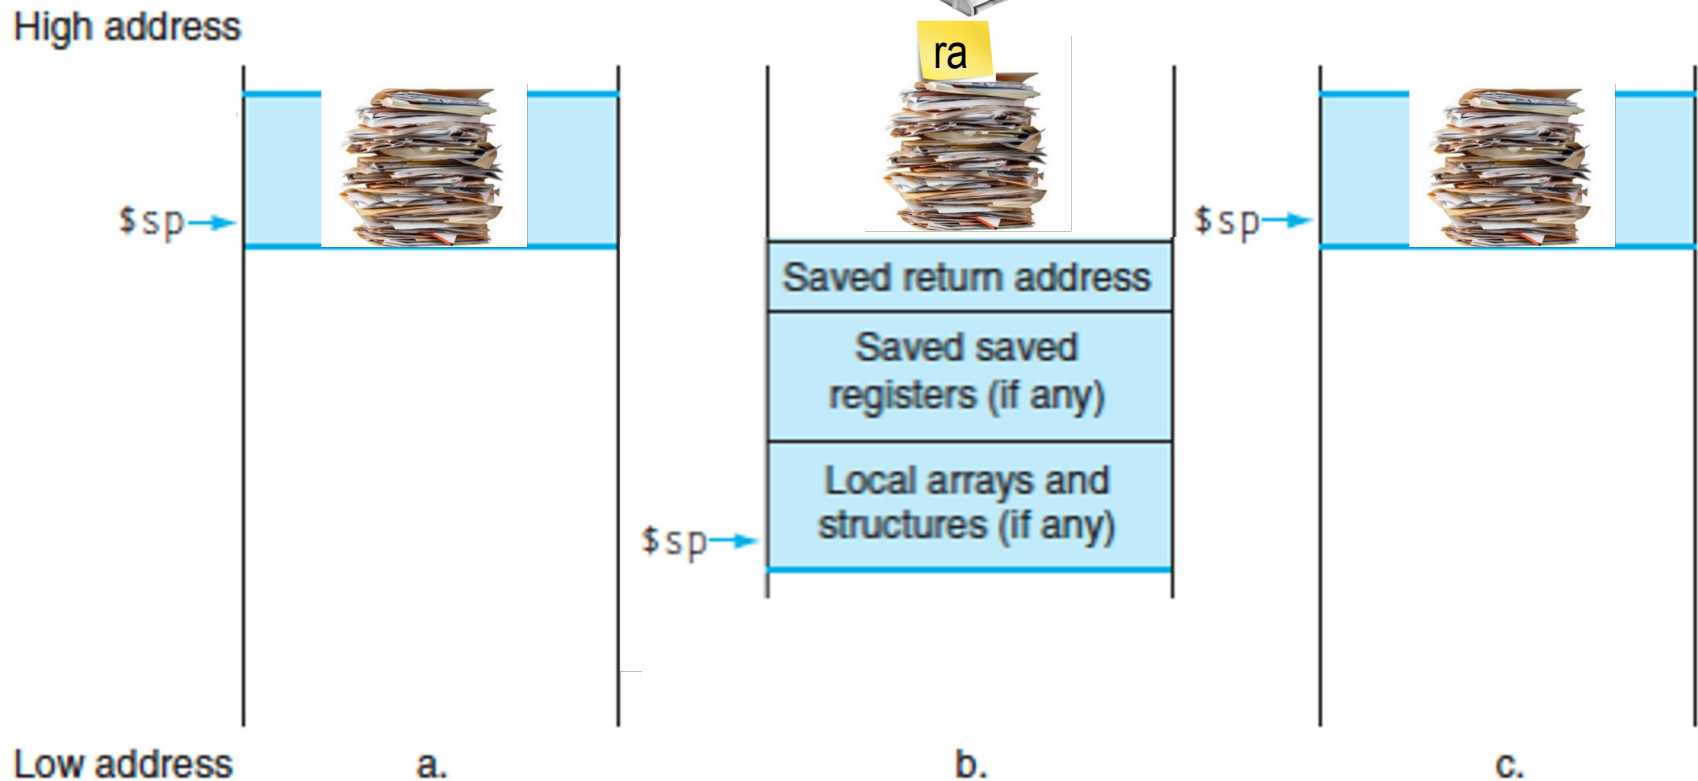 High address
ra
$sp
$sp
Saved return address
Saved saved
registers (if any)
Local arrays and
structures (if any)
$sp
Low address
a.
b.
c.